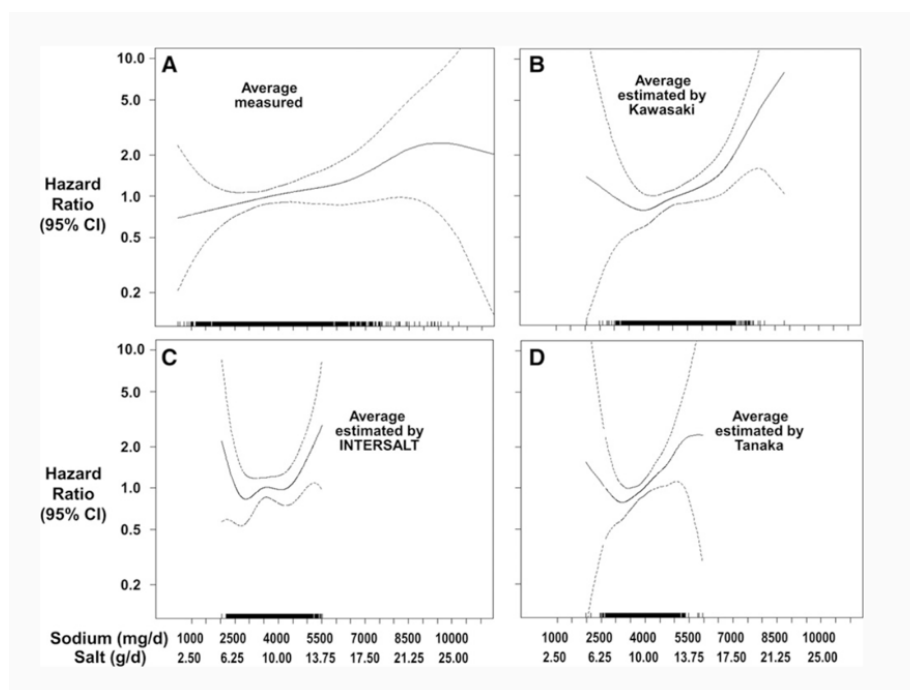 10.0
5.0
2.0
1.0
0.5
0.2
Hazard
Ratio
(95% CI)
A
Average
measured
B
Average
estimated by
Kawasaki
10.0
5.0
2.0
1.0
0.5
0.2
Hazard
Ratio
(95% CI)
C
Average
estimated by
INTERSALT
D
Average
estimated by
Tanaka
Sodium (mg/d) 1000 2500 4000 5500 7000 8500 10000 1000 2500 4000 5500 7000 8500 10000
Salt (g/d) 2.50 6.25 10.00 13.75 17.50 21.25 25.00 2.50 6.25 10.00 13.75 17.50 21.25 25.00